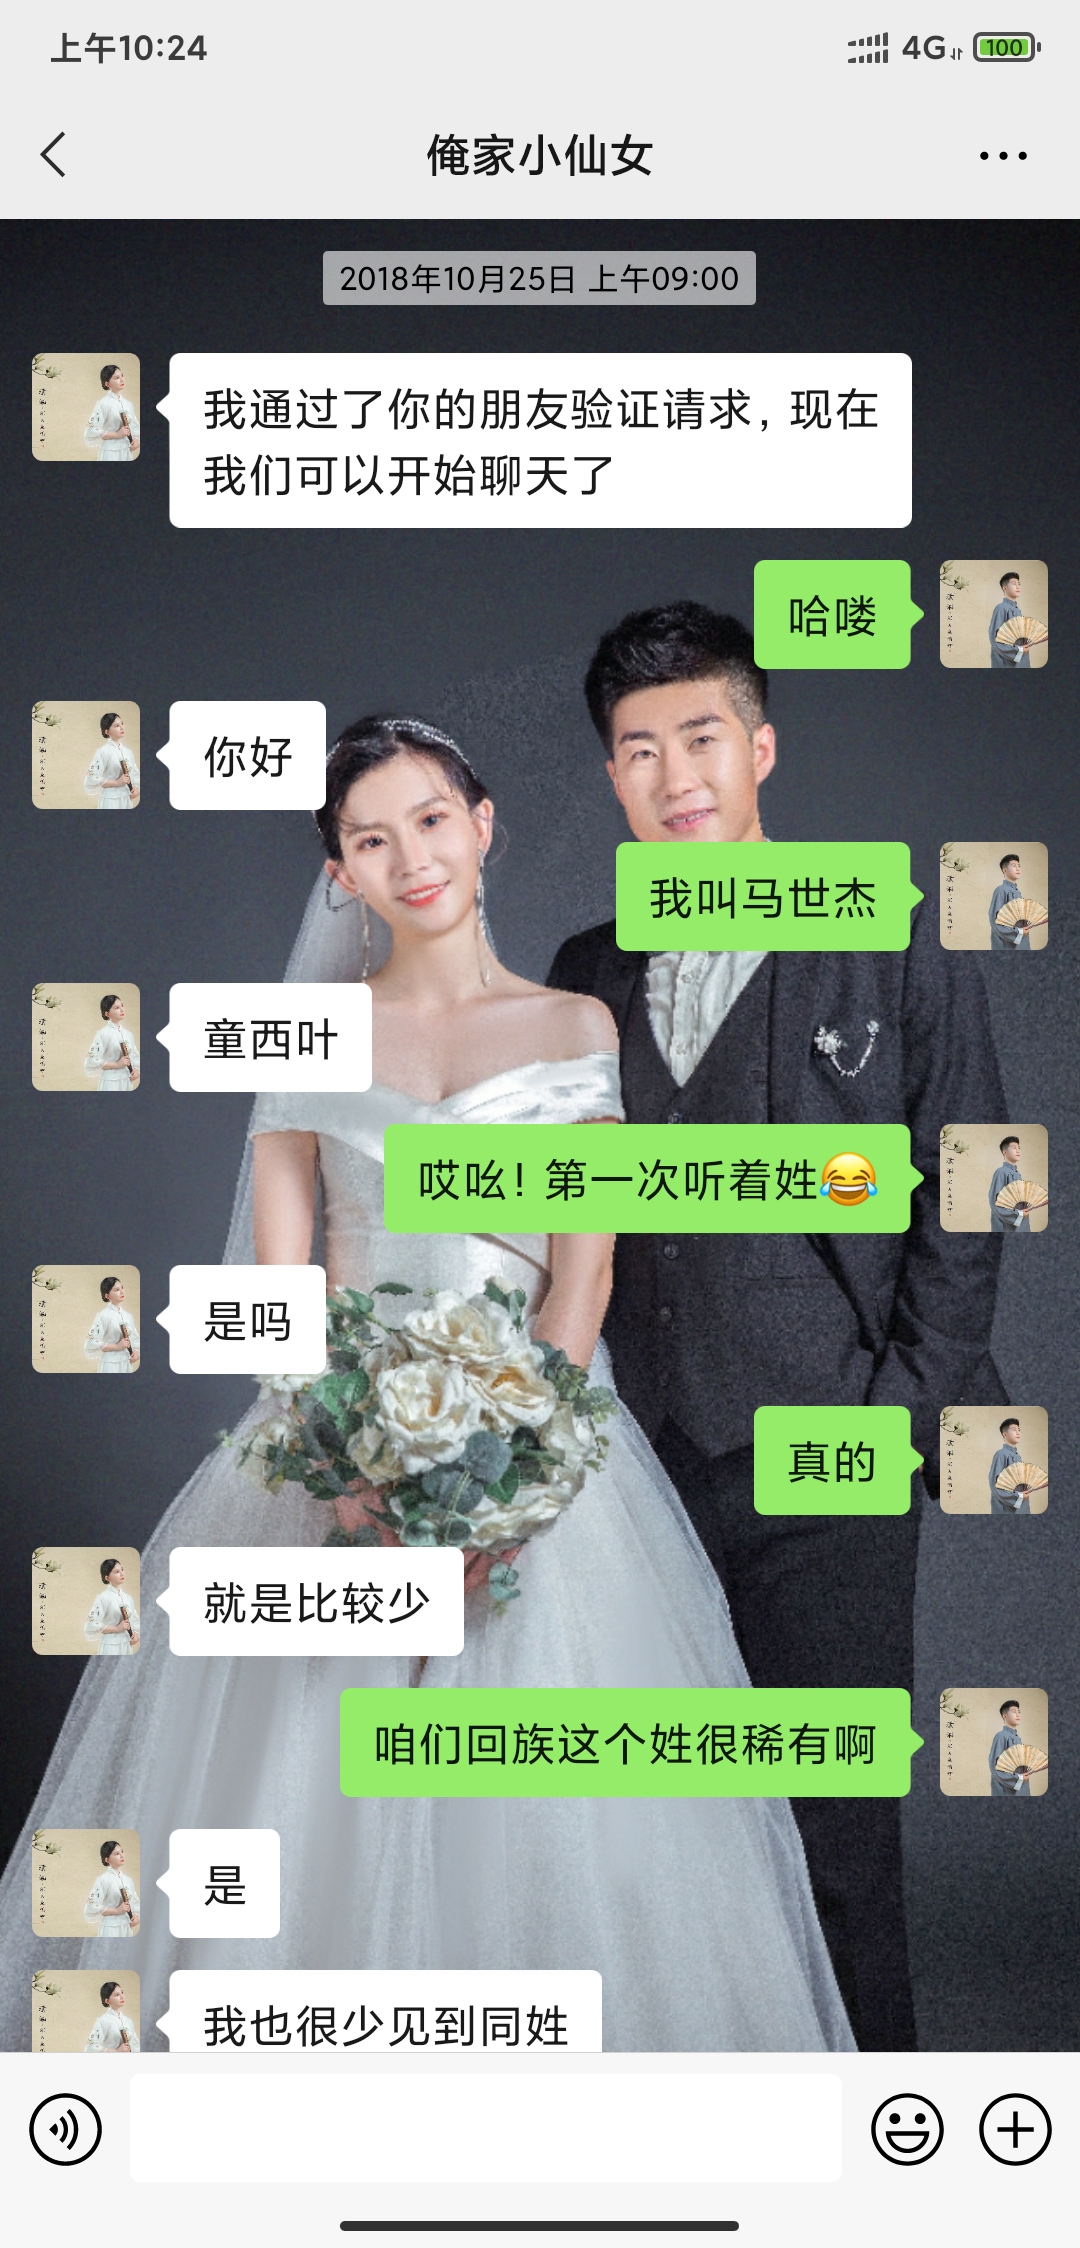 上午10:24
4G
100
俺家小仙女
2018年10月25日 上午09:00
我通过了你的朋友验证请求，现在
我们可以开始聊天了
哈喽
你好
我叫马世杰
童西叶
哎吆！第一次听着姓😂
是吗
真的
就是比较少
咱们回族这个姓很稀有啊
是
我也很少见到同姓